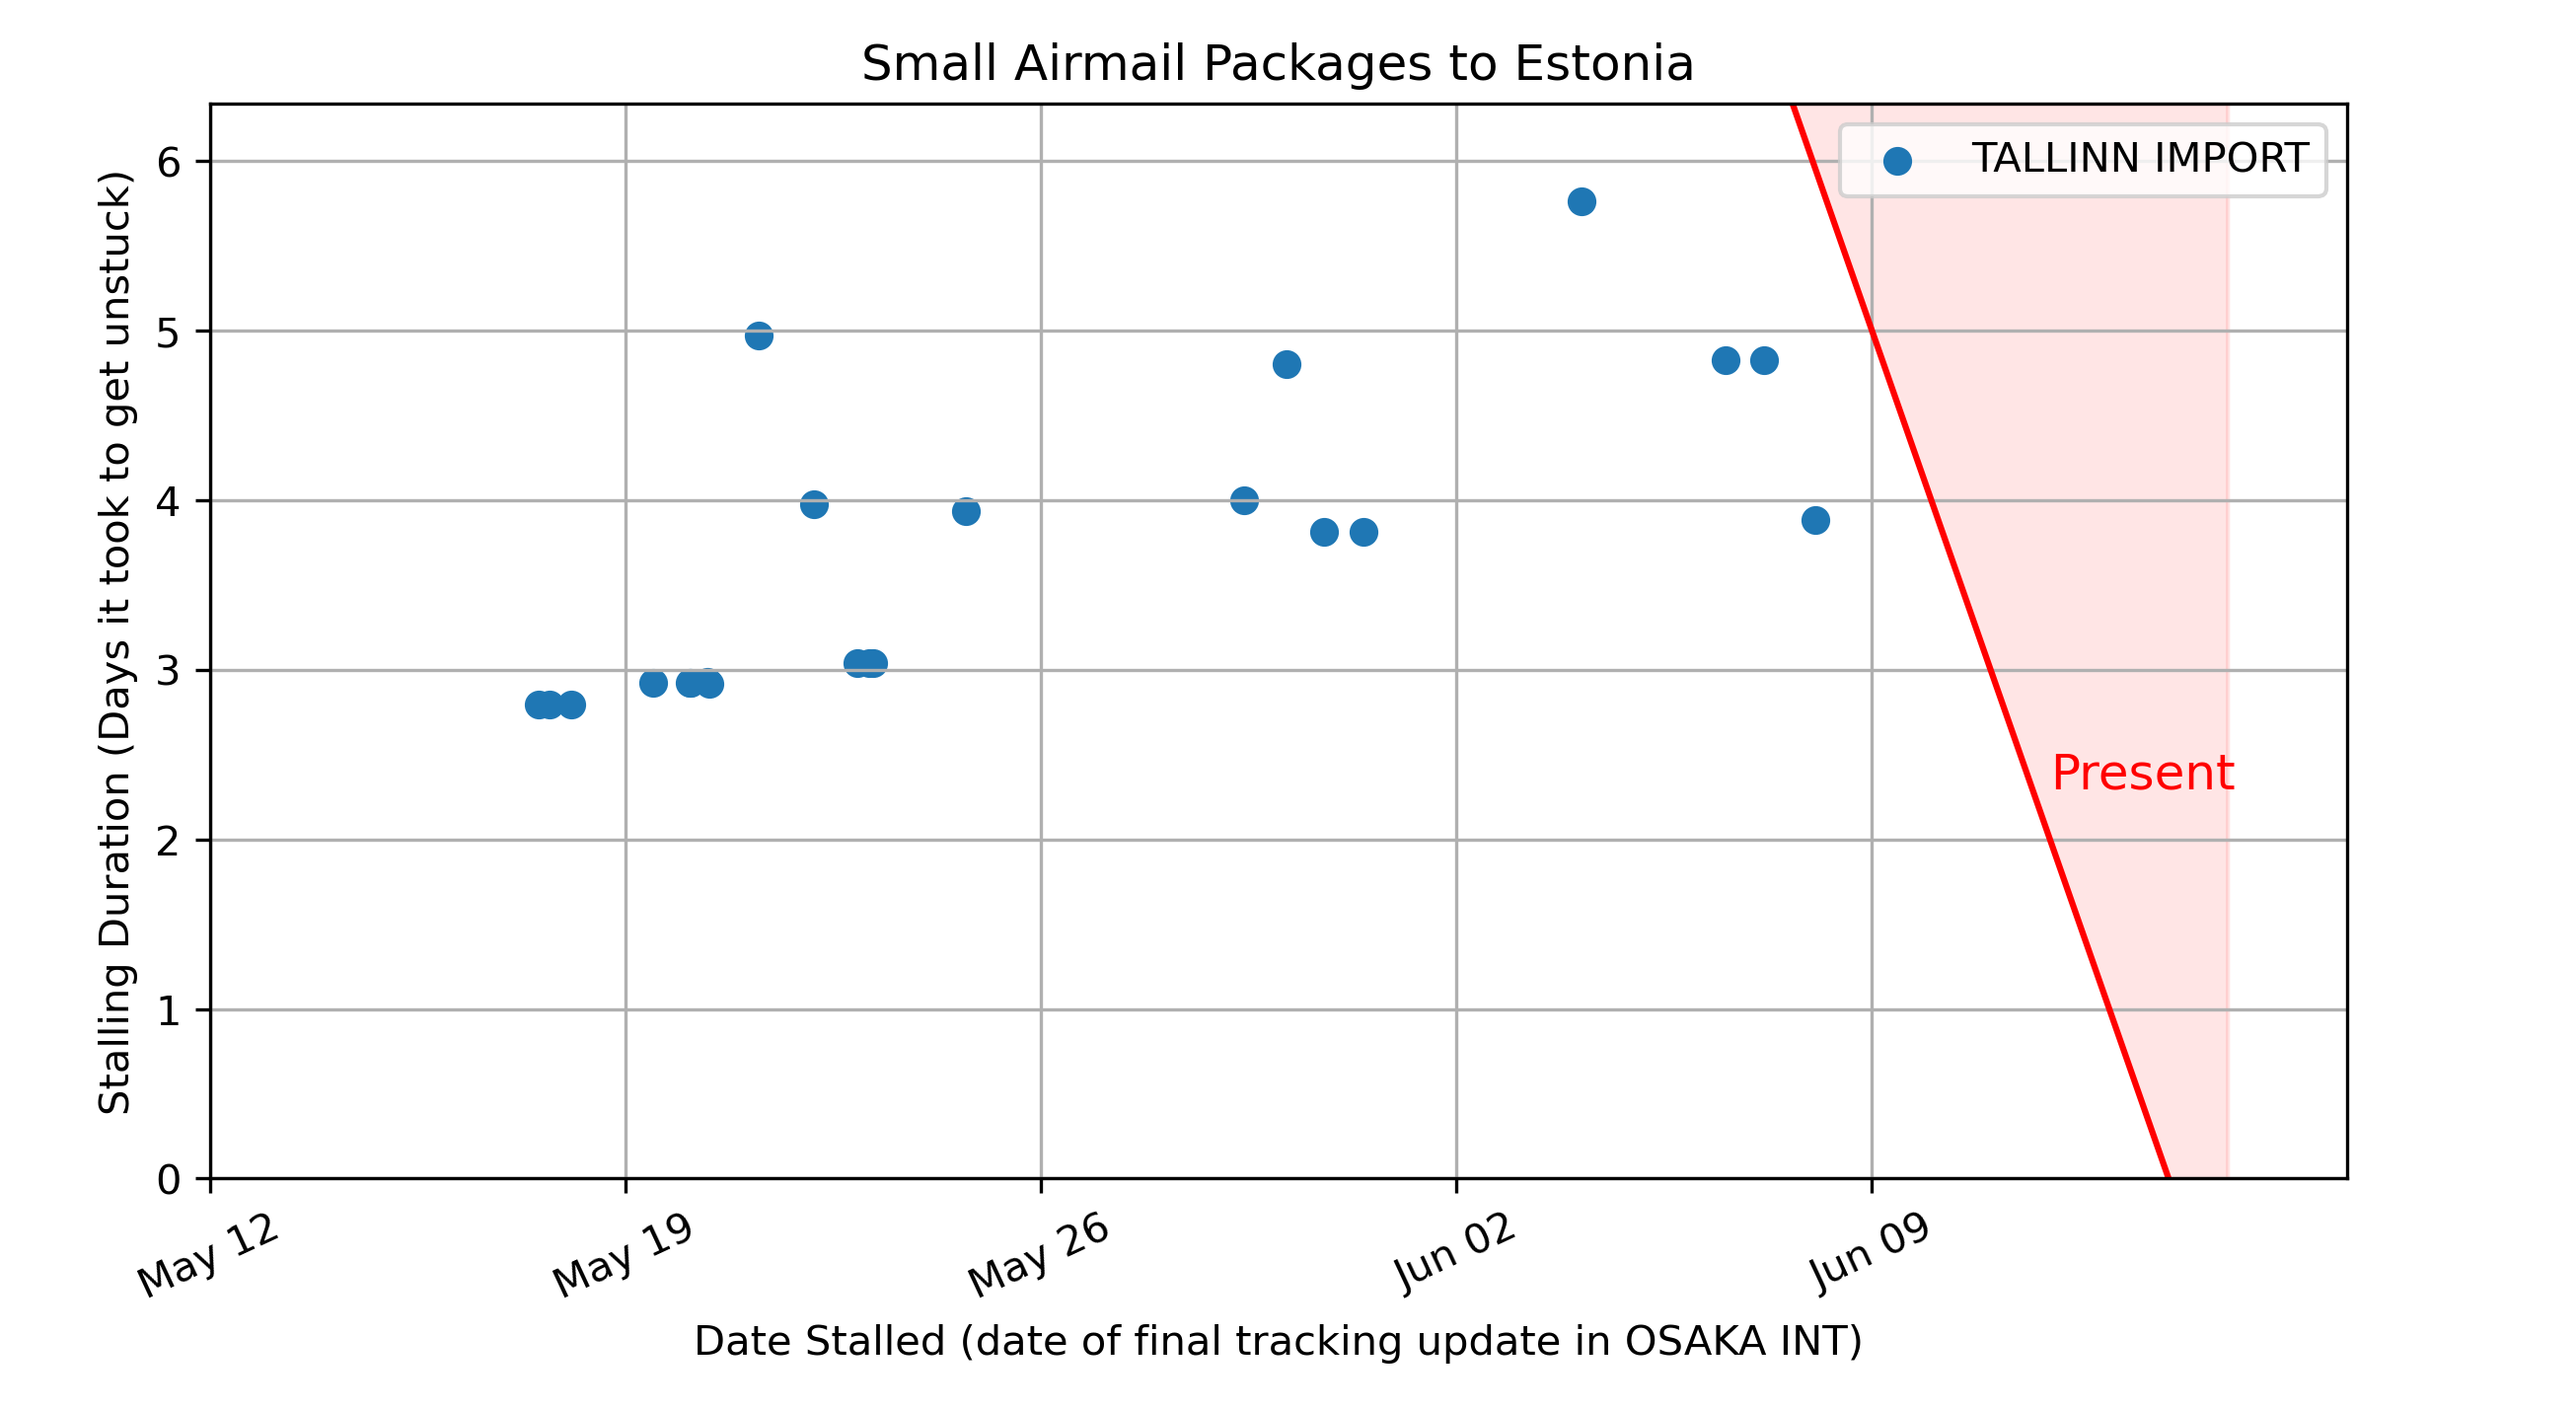 Small Airmail Packages to Estonia
TALLINN IMPORT
Stalling Duration (Days it took to get unstuck)
6
5
4
3
2
1
0
Present
May 12
May 19
May 26
Jun 02
Jun 09
Date Stalled (date of final tracking update in OSAKA INT)